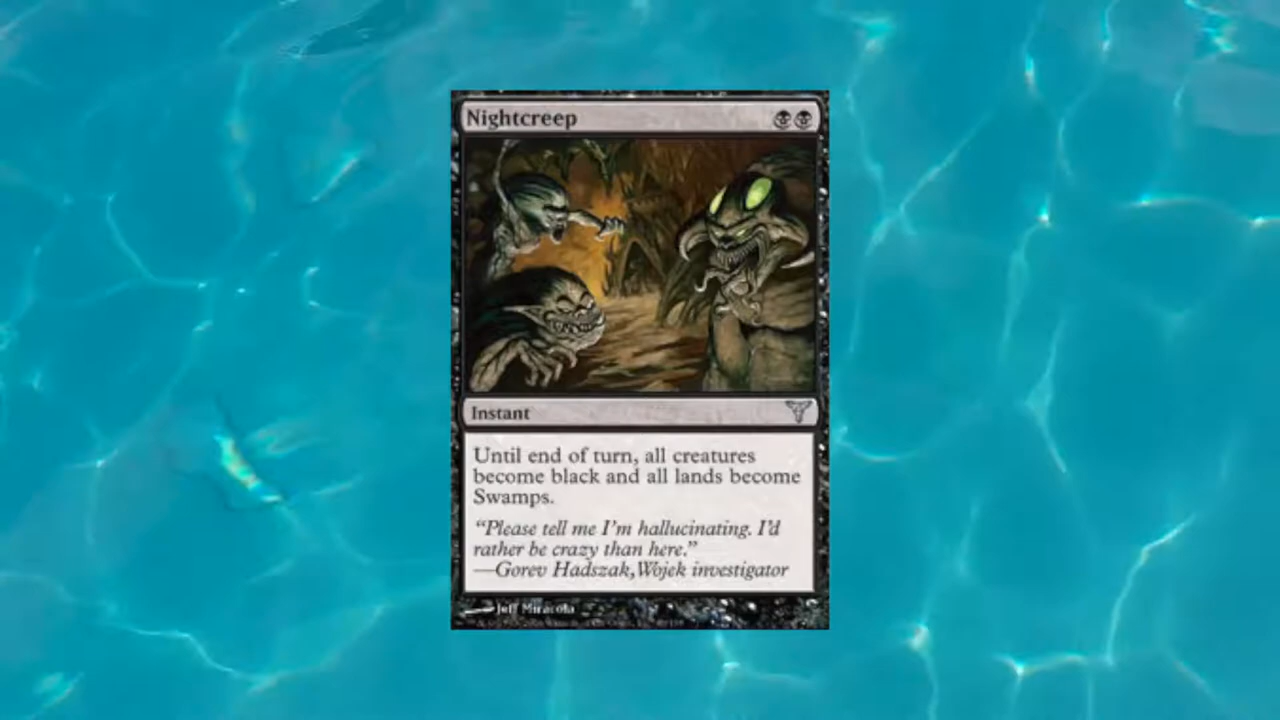 Nightcreep
Instant
Until end of turn, all creatures
become black and all lands become
Swamps.
“Please tell me I’m hallucinating. I’d
rather be crazy than here.”
—Gorev Hadszak, Wojek investigator
Jeff Miracola